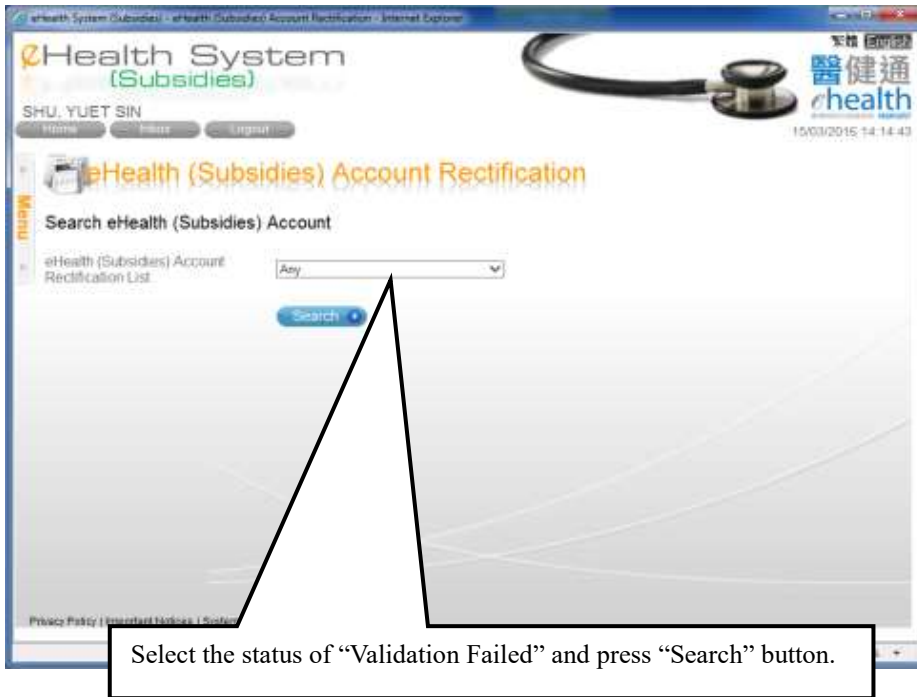 eHealth System (Subsidies) - eHealth (Subsidies) Account Rectification - Internet Explorer
eHealth System
(Subsidies)
繁體 English
醫健通
ehealth
SHU, YUET SIN
Home Inbox Logout
15/03/2016 14:14:43
eHealth (Subsidies) Account Rectification
Menu
Search eHealth (Subsidies) Account
eHealth (Subsidies) Account
Rectification List
Any
Search
Privacy Policy | Important Notices | System
Select the status of “Validation Failed” and press “Search” button.